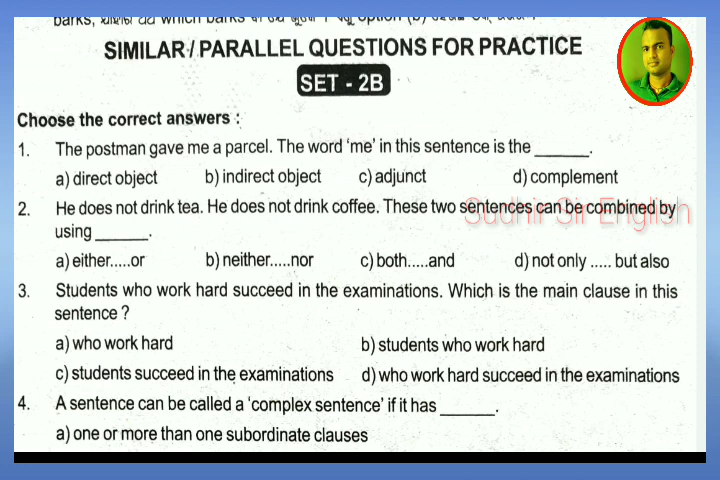 barks, which barks option (b)
SIMILAR / PARALLEL QUESTIONS FOR PRACTICE
SET - 2B
Choose the correct answers :
1. The postman gave me a parcel. The word ‘me’ in this sentence is the ______.
a) direct object b) indirect object c) adjunct d) complement
2. He does not drink tea. He does not drink coffee. These two sentences can be combined by
using ______.
a) either.....or b) neither.....nor c) both.....and d) not only ..... but also
Sudhir Sir English
3. Students who work hard succeed in the examinations. Which is the main clause in this
sentence ?
a) who work hard b) students who work hard
c) students succeed in the examinations d) who work hard succeed in the examinations
4. A sentence can be called a ‘complex sentence’ if it has ______.
a) one or more than one subordinate clauses